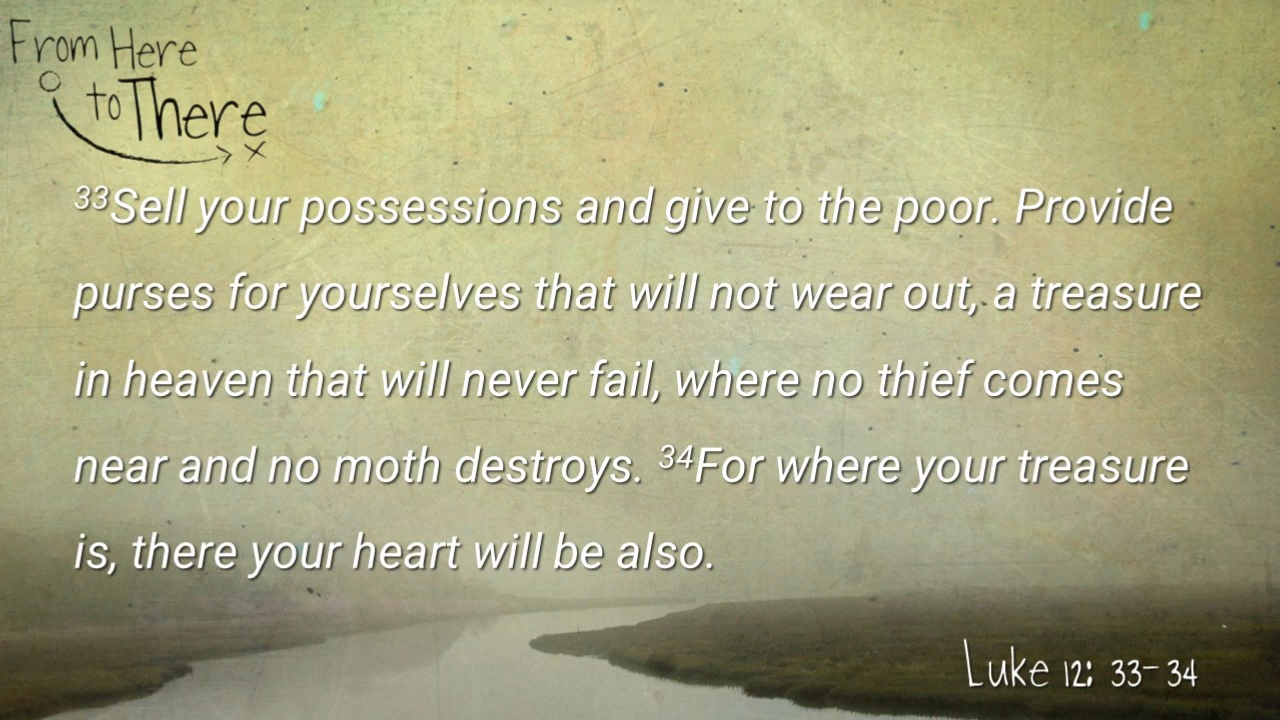 From Here
to There
x
³³Sell your possessions and give to the poor. Provide
purses for yourselves that will not wear out, a treasure
in heaven that will never fail, where no thief comes
near and no moth destroys. ³⁴For where your treasure
is, there your heart will be also.
Luke 12: 33-34